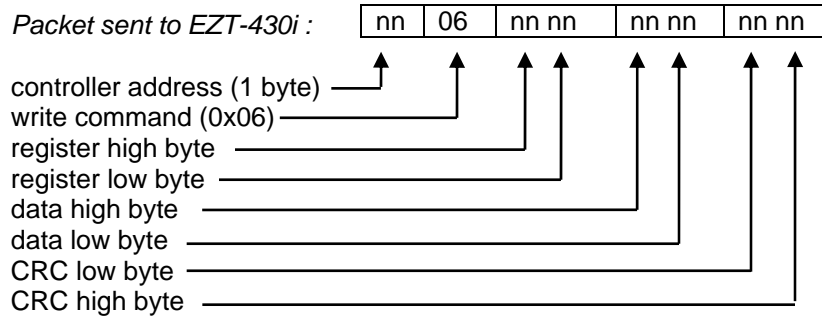 Packet sent to EZT-430i : nn 06 nn nn nn nn nn nn
controller address (1 byte)
write command (0x06)
register high byte
register low byte
data high byte
data low byte
CRC low byte
CRC high byte